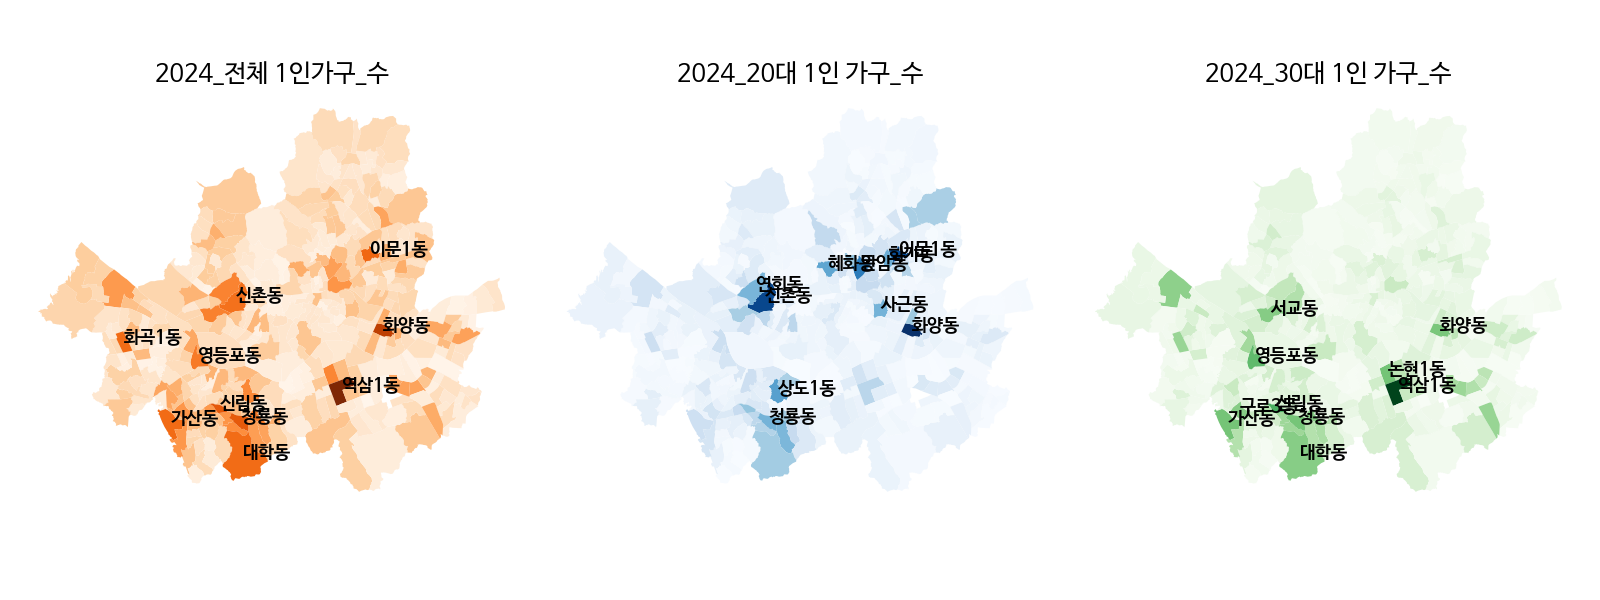 2024_전체 1인가구_수
이문1동
신촌동
화양동
화곡1동
영등포동
역삼1동
신림동
가산동
청룡동
대학동
2024_20대 1인 가구_수
이문1동
혜화동
안암동
연희동
신촌동
사근동
화양동
상도1동
청룡동
2024_30대 1인 가구_수
서교동
화양동
영등포동
논현1동
역삼1동
구로3동
신림동
가산동
청룡동
대학동